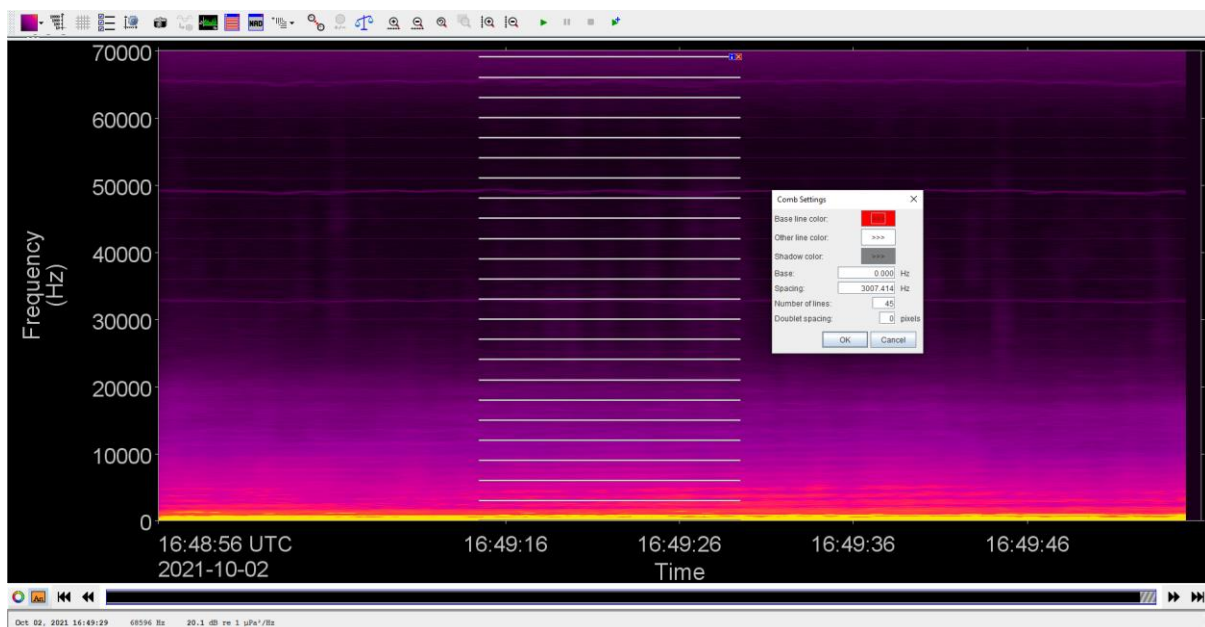 NRD
70000
60000
50000
40000
30000
20000
10000
0
Frequency
(Hz)
16:48:56 UTC
2021-10-02
16:49:16
16:49:26
16:49:36
16:49:46
Time
Comb Settings
Base line color:
Other line color: >>>
Shadow color: >>>
Base: 0.000 Hz
Spacing: 3007.414 Hz
Number of lines: 45
Doublet spacing: 0 pixels
OK Cancel
Oct 02, 2021 16:49:29 68596 Hz 20.1 dB re 1 μPa²/Hz